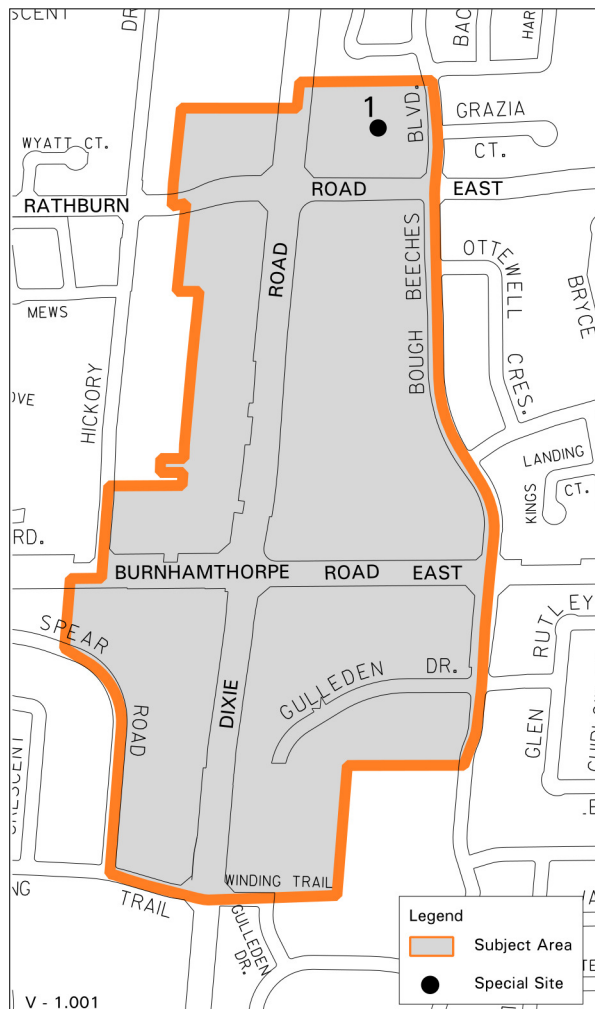 SCENT
DR
BAC
HAR
1
BLVD.
GRAZIA
CT.
WYATT CT.
RATHBURN
ROAD
EAST
ROAD
BEECHES
BOUGH
OTTEWELL
CRES.
BRYCE
MEWS
HICKORY
OVE
LANDING
KINGS
CT.
RD.
BURNHAMTHORPE ROAD EAST
SPEAR
ROAD
DIXIE
GULLEDEN DR.
RUTLEY
GLEN
CRESCENT
WINDING TRAIL
NG
TRAIL
GULLEDEN
DR.
Legend
Subject Area
Special Site
V - 1.001